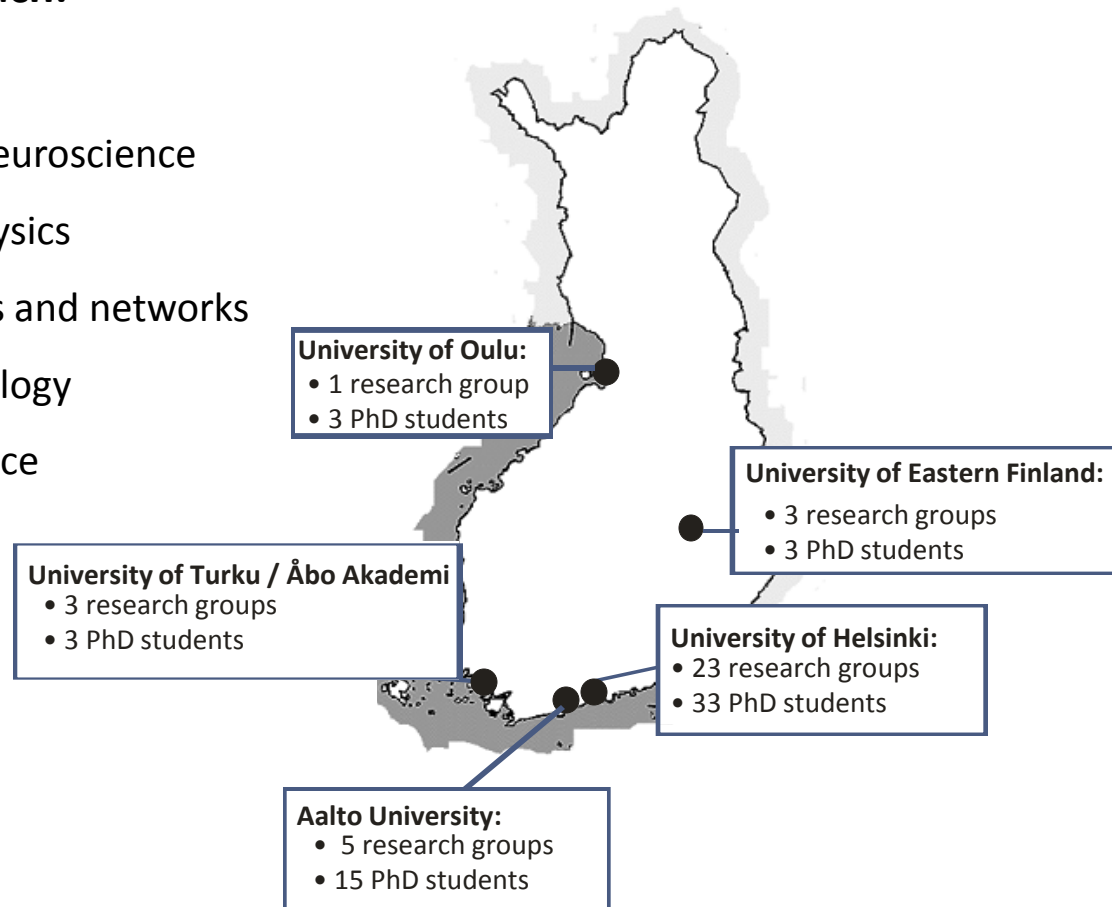 euroscience
ysics
s and networks
logy
ce
University of Oulu:
• 1 research group
• 3 PhD students
University of Eastern Finland:
• 3 research groups
• 3 PhD students
University of Turku / Åbo Akademi
• 3 research groups
• 3 PhD students
University of Helsinki:
• 23 research groups
• 33 PhD students
Aalto University:
• 5 research groups
• 15 PhD students